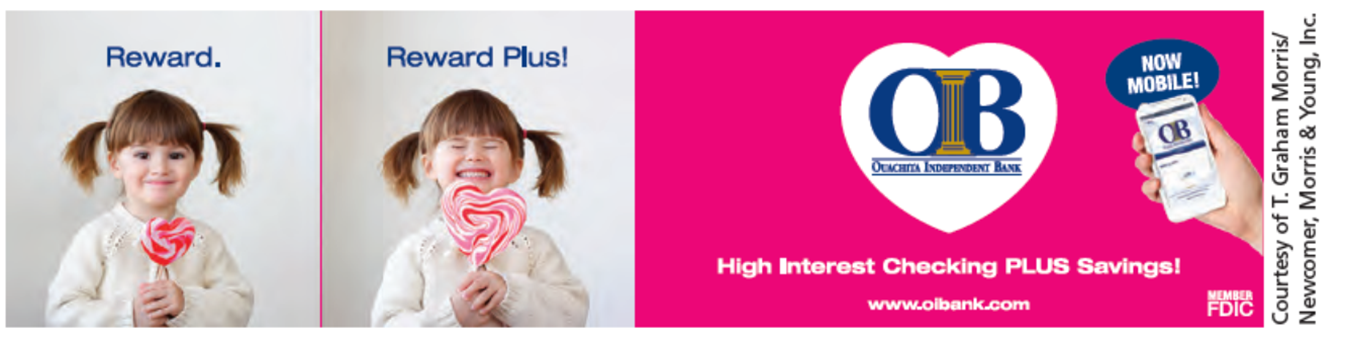 Reward.
Reward Plus!
OIB
OUACHITA INDEPENDENT BANK
NOW
MOBILE!
OIB
High Interest Checking PLUS Savings!
www.oibank.com
MEMBER
FDIC
Courtesy of T. Graham Morris/
Newcomer, Morris & Young, Inc.